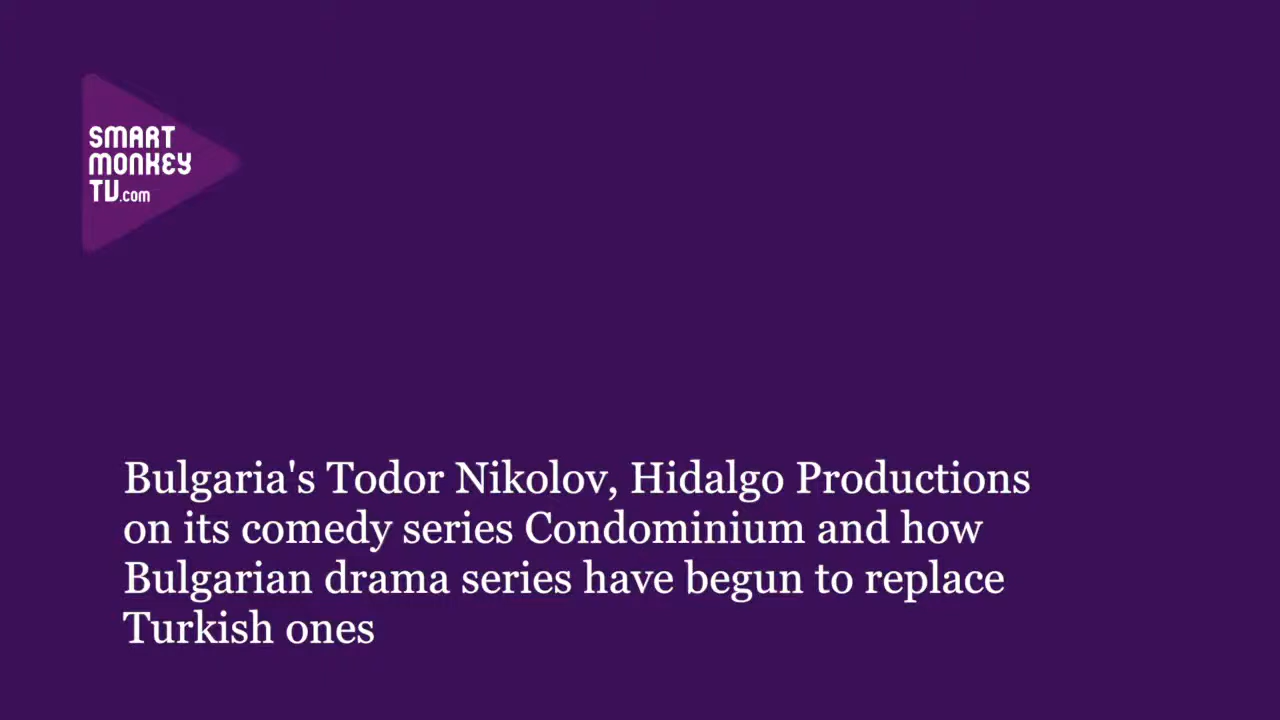 SMART
MONKEY
TV.com
Bulgaria's Todor Nikolov, Hidalgo Productions
on its comedy series Condominium and how
Bulgarian drama series have begun to replace
Turkish ones